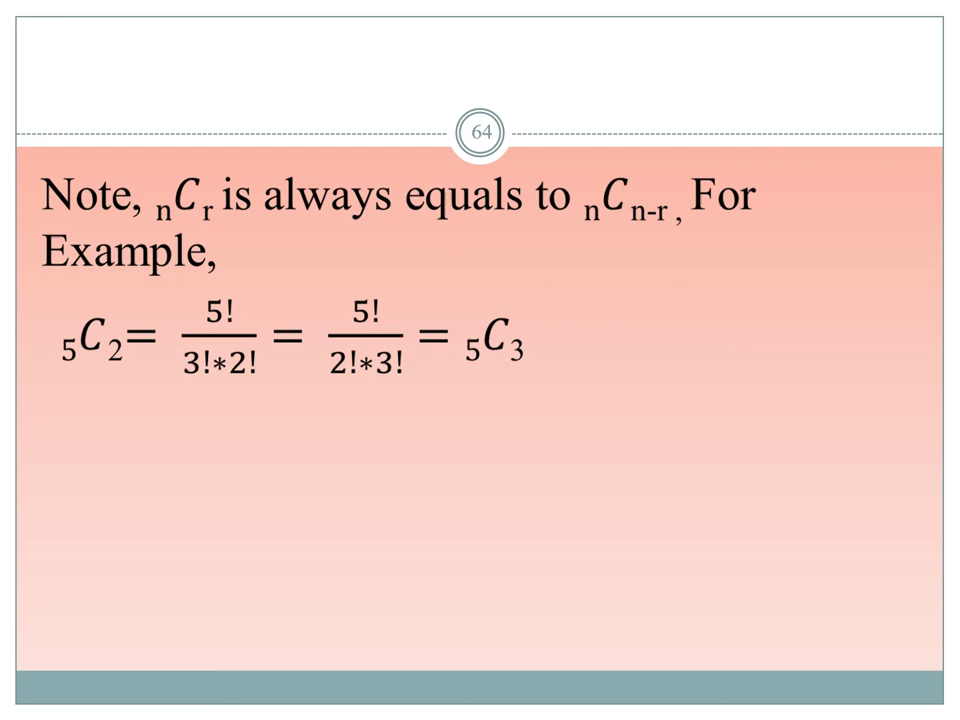 64
Note, ₙ𝐶ᵣ is always equals to ₙ𝐶ₙ₋ᵣ , For
Example,
₅𝐶₂= 5!/3!∗2! = 5!/2!∗3! = ₅𝐶₃